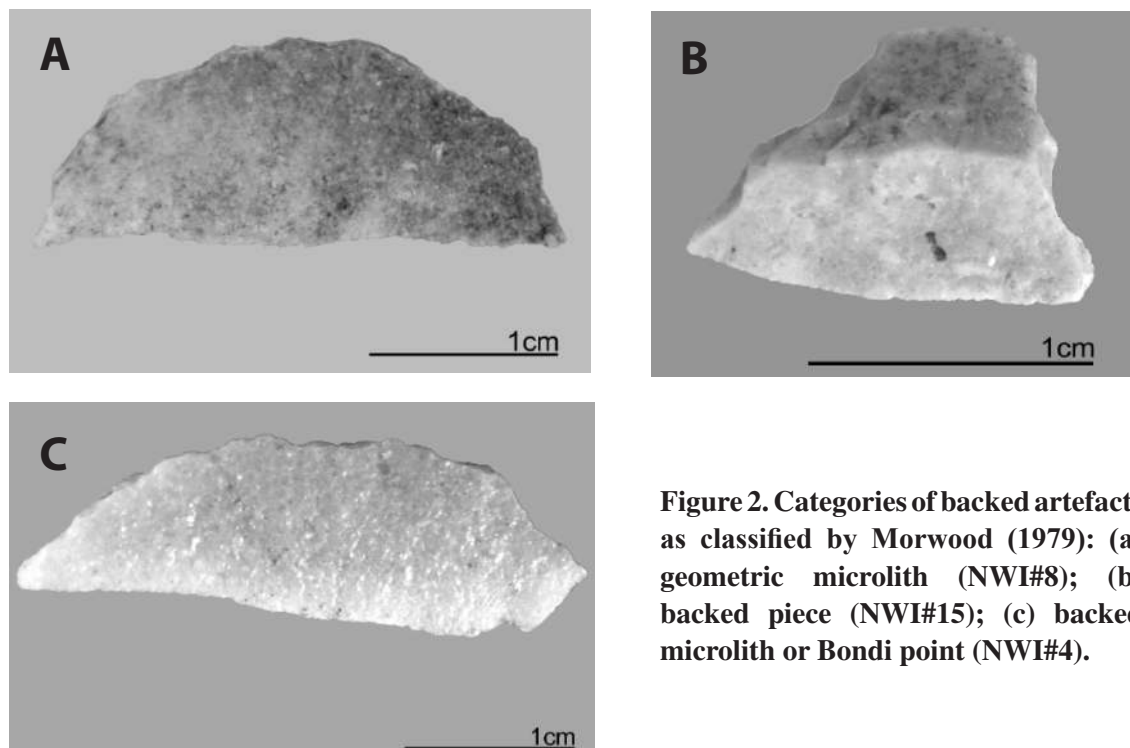 A
1cm
B
1cm
C
1cm
Figure 2. Categories of backed artefact
as classified by Morwood (1979): (a
geometric microlith (NWI#8); (b
backed piece (NWI#15); (c) backed
microlith or Bondi point (NWI#4).